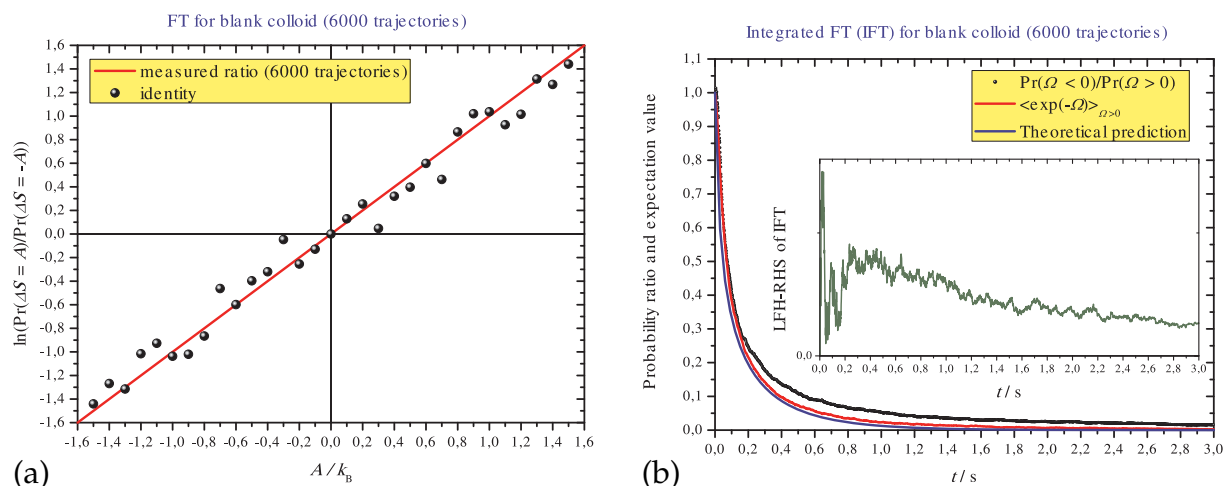 FT for blank colloid (6000 trajectories)
(a)
1,6
1,4
1,2
1,0
0,8
0,6
0,4
0,2
0,0
-0,2
-0,4
-0,6
-0,8
-1,0
-1,2
-1,4
-1,6
ln(Pr(ΔS = A)/Pr(ΔS = -A))
measured ratio (6000 trajectories)
identity
-1,6 -1,4 -1,2 -1,0 -0,8 -0,6 -0,4 -0,2 0,0 0,2 0,4 0,6 0,8 1,0 1,2 1,4 1,6
A / kB
Integrated FT (IFT) for blank colloid (6000 trajectories)
(b)
1,1
1,0
0,9
0,8
0,7
0,6
0,5
0,4
0,3
0,2
0,1
0,0
Probability ratio and expectation value
Pr(Ω < 0)/Pr(Ω > 0)
<exp(-Ω)>Ω>0
Theoretical prediction
LFH-RHS of IFT
0,0
0,0 0,2 0,4 0,6 0,8 1,0 1,2 1,4 1,6 1,8 2,0 2,2 2,4 2,6 2,8 3,0
t / s
0,0 0,2 0,4 0,6 0,8 1,0 1,2 1,4 1,6 1,8 2,0 2,2 2,4 2,6 2,8 3,0
t / s